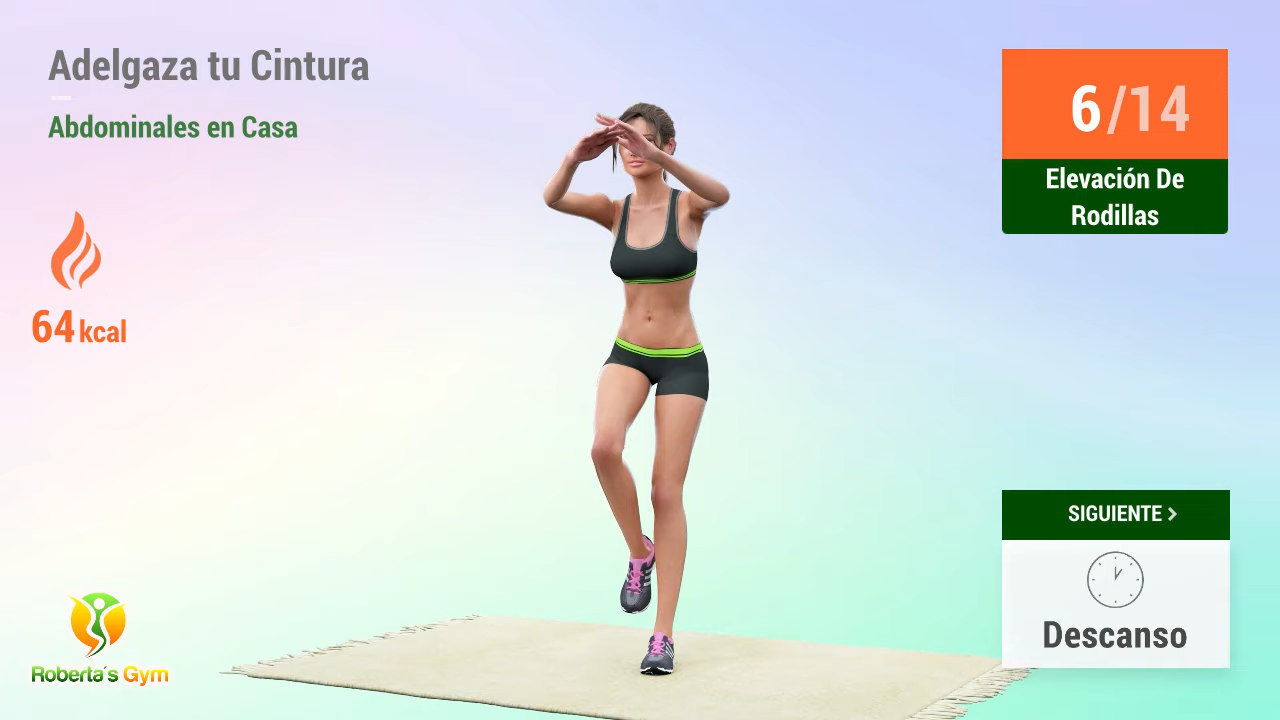 Adelgaza tu Cintura
Abdominales en Casa
6/14
Elevación De
Rodillas
64 kcal
SIGUIENTE >
Descanso
Roberta´s Gym